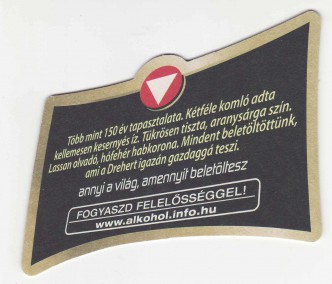 Több mint 150 év tapasztalata. Kétféle komló adta
kellemesen kesernyés íz. Tükrösen tiszta, aranysárga szín.
Lassan olvadó, hófehér habkorona. Mindent beletöltöttünk,
ami a Drehert igazán gazdaggá teszi.
annyi a világ, amennyit beletöltesz
FOGYASZD FELELŐSSÉGGEL!
www.alkohol.info.hu